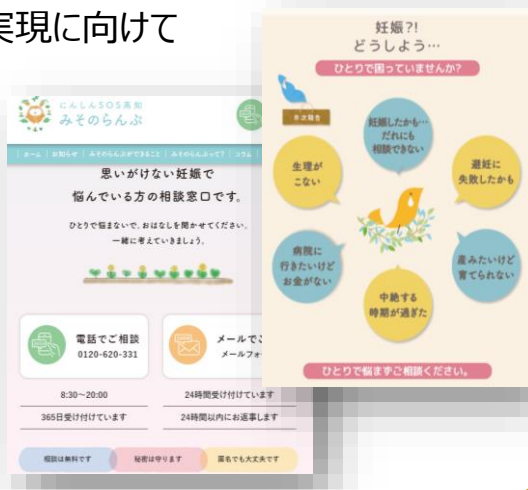 実現に向けて
にんしんSOS高知
みそのらんぷ
ホーム | お知らせ | みそのらんぷができること | みそのらんぷって? | コラム |
思いがけない妊娠で
悩んでいる方の
相談窓口です。
ひとりで悩まないで、おはなしを聞かせてください。
一緒に考えていきましょう。
電話でご相談
0120-620-331
メールでご
メールフォー
8:30~20:00
24時間受け付けています
365日受け付けています
24時間以内にお返事します
相談は無料です
秘密は守ります
匿名でも大丈夫です
妊娠?!
どうしよう…
ひとりで困っていませんか?
妊娠したかも…
だれにも
相談できない
生理が
こない
避妊に
失敗したかも
病院に
行きたいけど
お金がない
産みたいけど
育てられない
中絶する
時期が過ぎた
ひとりで悩まずご相談ください。